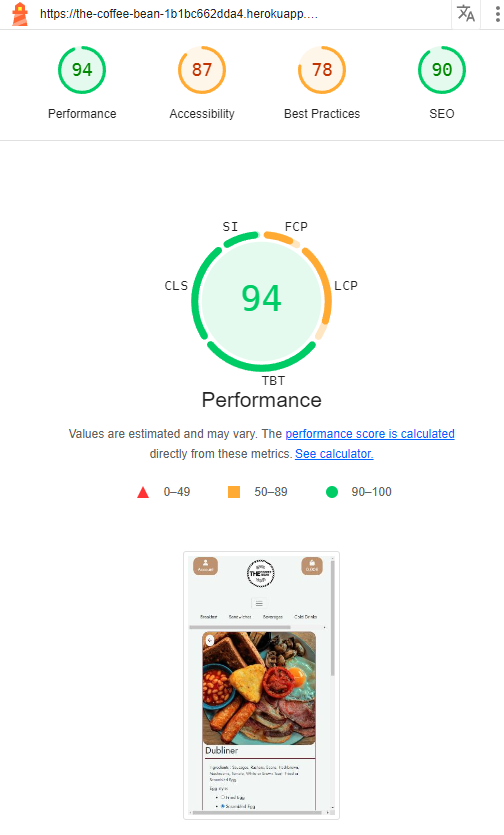 https://the-coffee-bean-1b1bc662dda4.herokuapp....
94
87
78
90
Performance
Accessibility
Best Practices
SEO
SI
FCP
CLS
LCP
94
TBT
Performance
Values are estimated and may vary. The performance score is calculated
directly from these metrics. See calculator.
0–49
50–89
90–100
Account
THE
Breakfast
Sandwiches
Beverages
Cold Drinks
Dubliner
Egg Style:
Fried Egg
Scrambled Egg